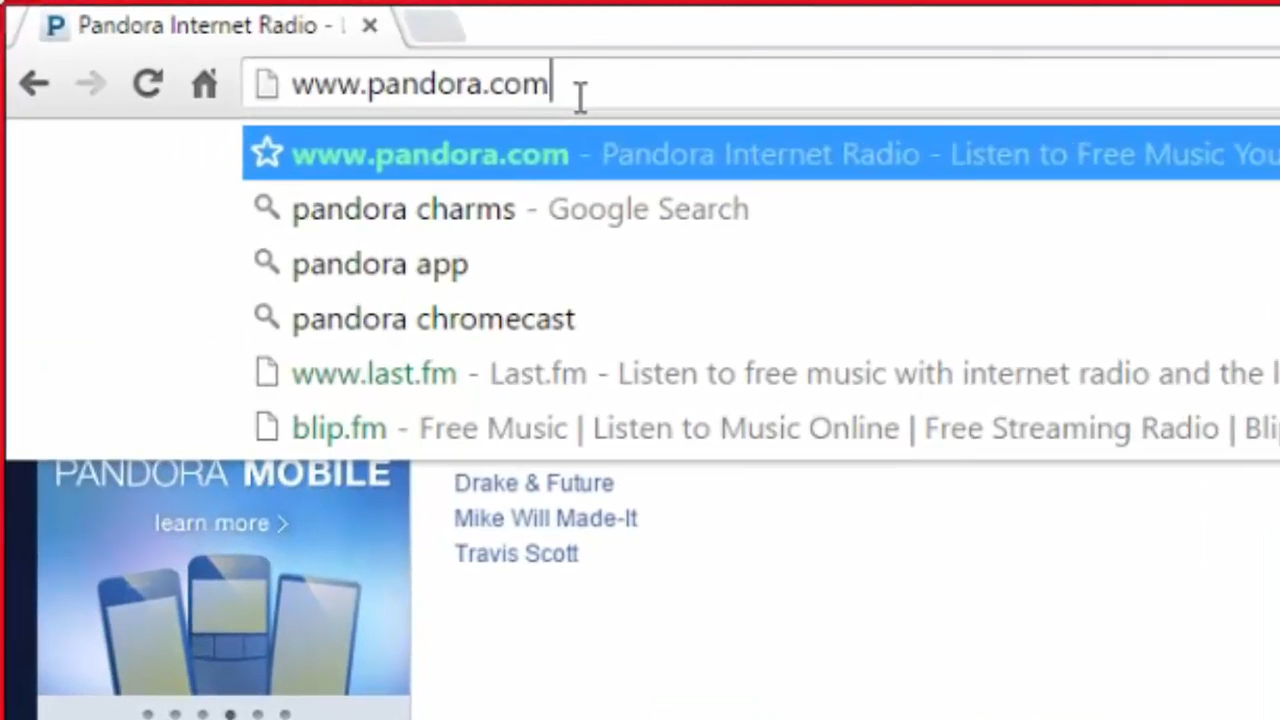 P Pandora Internet Radio -
www.pandora.com
www.pandora.com - Pandora Internet Radio - Listen to Free Music You
pandora charms - Google Search
pandora app
pandora chromecast
www.last.fm - Last.fm - Listen to free music with internet radio and the l
blip.fm - Free Music | Listen to Music Online | Free Streaming Radio | Blip
PANDORA MOBILE
learn more >
Drake & Future
Mike Will Made-It
Travis Scott